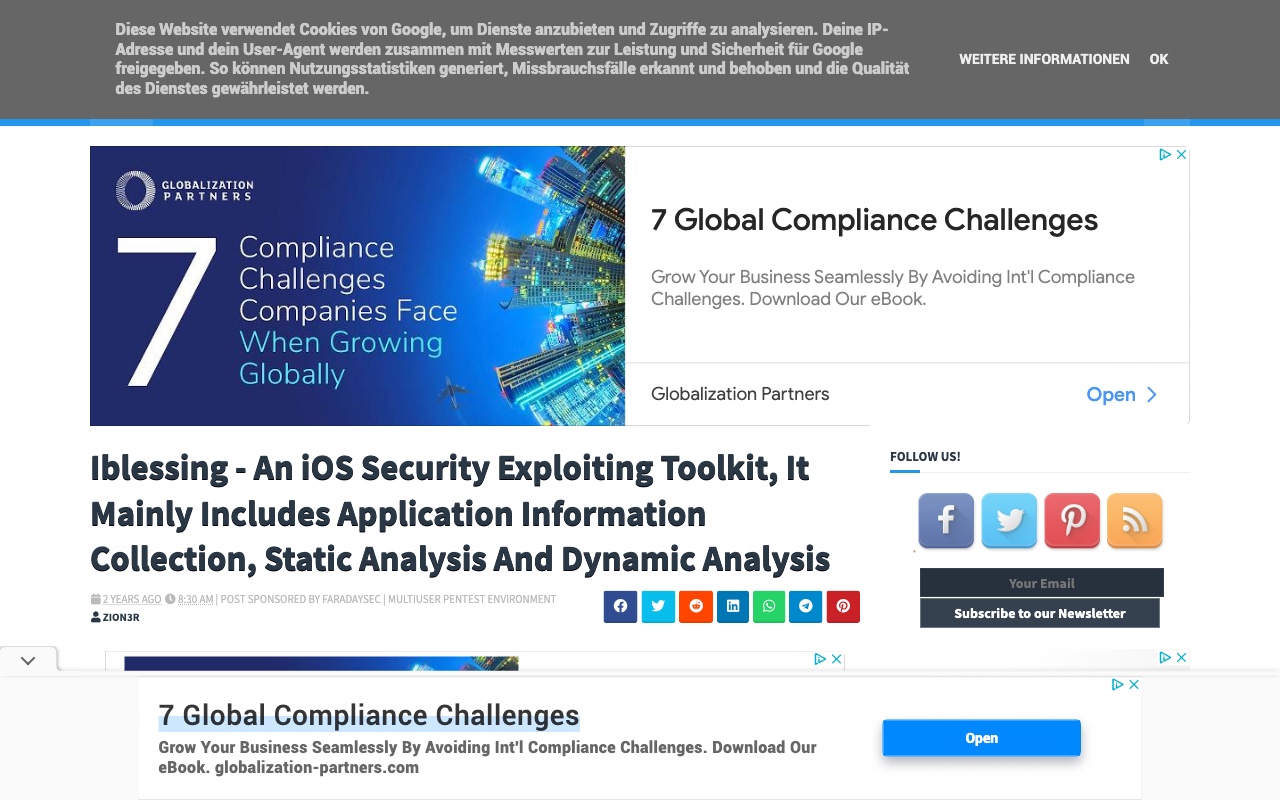 Diese Website verwendet Cookies von Google, um Dienste anzubieten und Zugriffe zu analysieren. Deine IP-
Adresse und dein User-Agent werden zusammen mit Messwerten zur Leistung und Sicherheit für Google
freigegeben. So können Nutzungsstatistiken generiert, Missbrauchsfälle erkannt und behoben und die Qualität
des Dienstes gewährleistet werden.
WEITERE INFORMATIONEN OK
GLOBALIZATION
PARTNERS
7
Compliance
Challenges
Companies Face
When Growing
Globally
7 Global Compliance Challenges
Grow Your Business Seamlessly By Avoiding Int'l Compliance
Challenges. Download Our eBook.
Globalization Partners
Open
Iblessing - An iOS Security Exploiting Toolkit, It
Mainly Includes Application Information
Collection, Static Analysis And Dynamic Analysis
2 YEARS AGO 8:30 AM | POST SPONSORED BY FARADAYSEC | MULTIUSER PENTEST ENVIRONMENT
ZION3R
FOLLOW US!
Your Email
Subscribe to our Newsletter
7 Global Compliance Challenges
Grow Your Business Seamlessly By Avoiding Int'l Compliance Challenges. Download Our
eBook. globalization-partners.com
Open